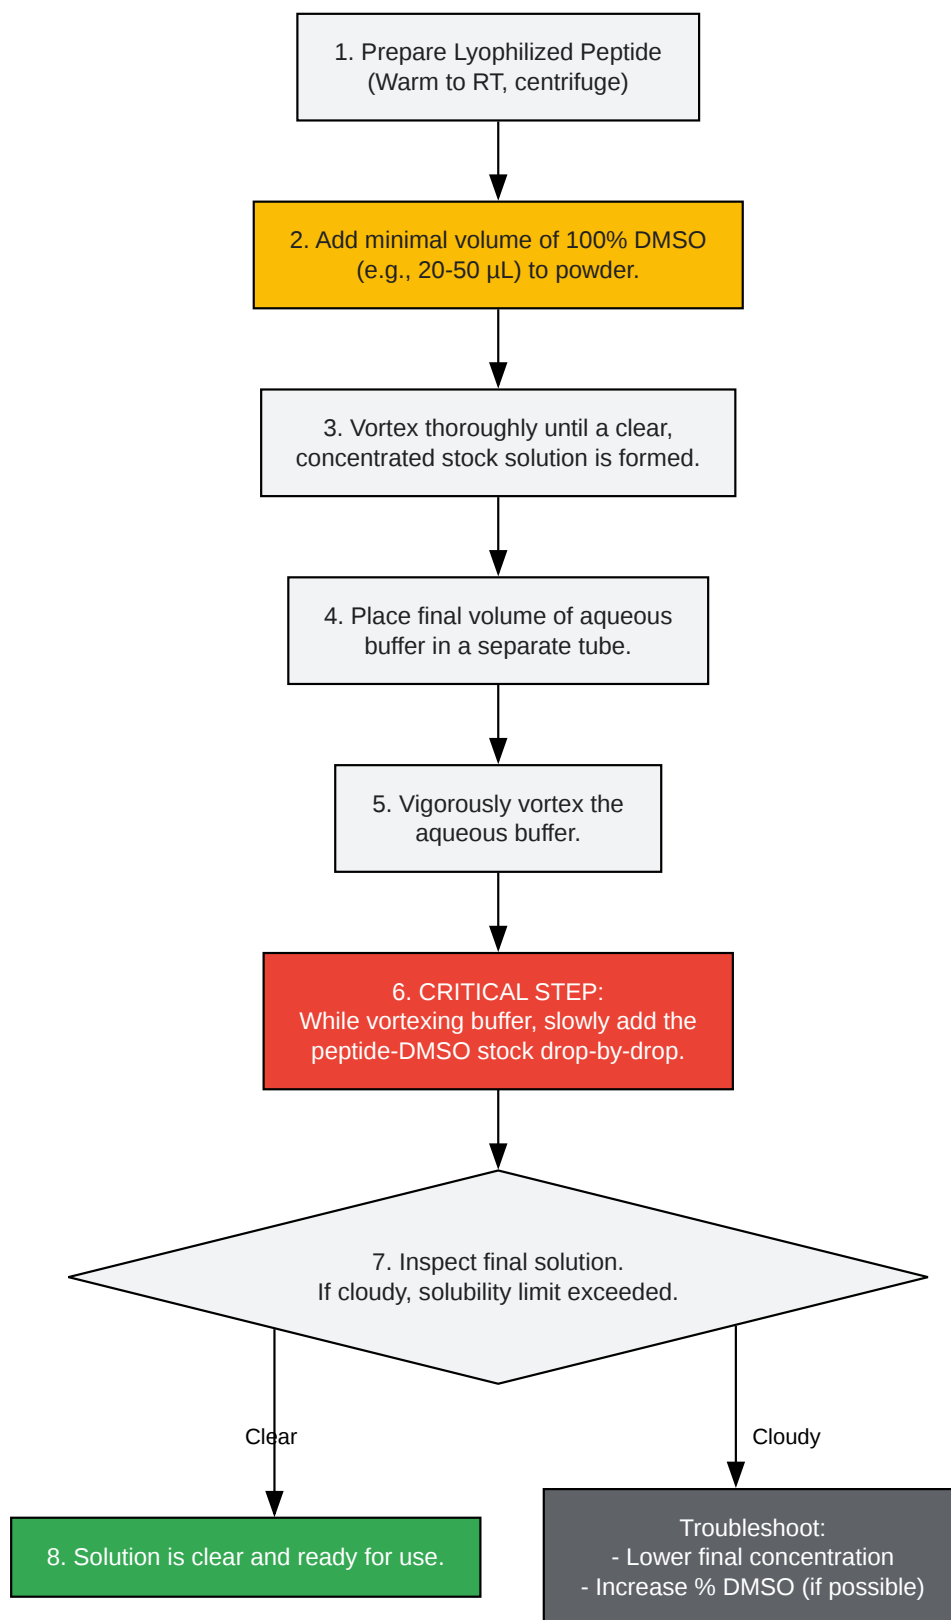 1. Prepare Lyophilized Peptide
(Warm to RT, centrifuge)
2. Add minimal volume of 100% DMSO
(e.g., 20-50 µL) to powder.
3. Vortex thoroughly until a clear,
concentrated stock solution is formed.
4. Place final volume of aqueous
buffer in a separate tube.
5. Vigorously vortex the
aqueous buffer.
6. CRITICAL STEP:
While vortexing buffer, slowly add the
peptide-DMSO stock drop-by-drop.
7. Inspect final solution.
If cloudy, solubility limit exceeded.
Clear
Cloudy
8. Solution is clear and ready for use.
Troubleshoot:
- Lower final concentration
- Increase % DMSO (if possible)